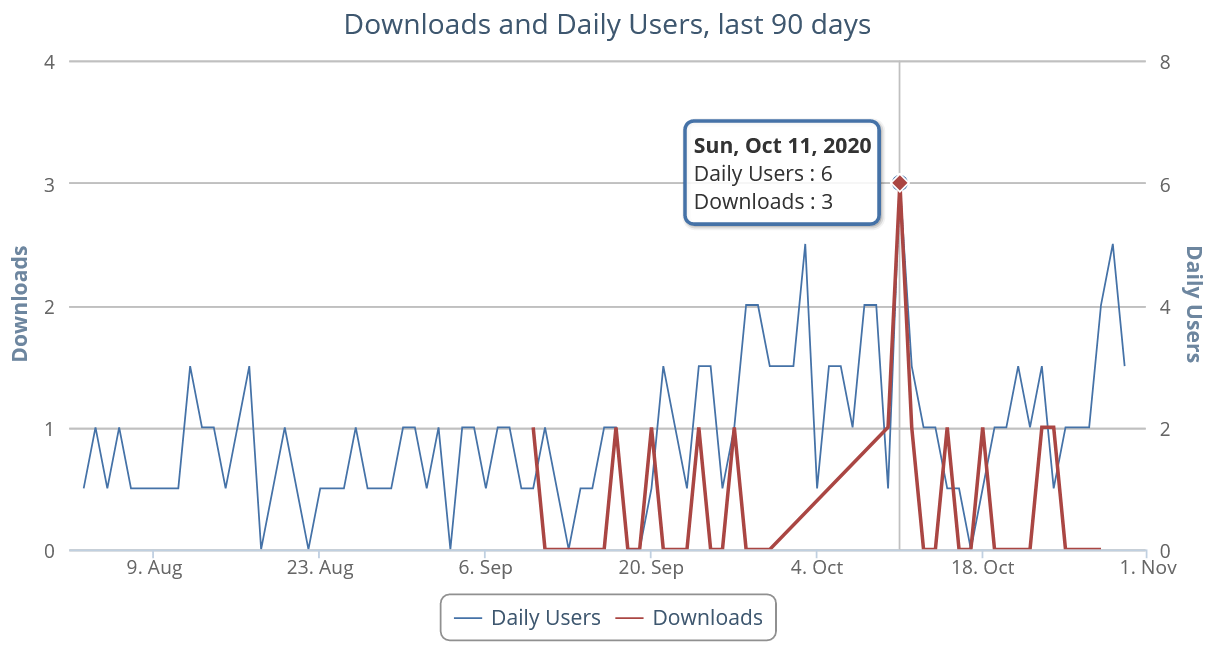 Downloads and Daily Users, last 90 days
4
3
2
1
0
Downloads
8
6
4
2
0
Daily Users
Sun, Oct 11, 2020
Daily Users : 6
Downloads : 3
9. Aug
23. Aug
6. Sep
20. Sep
4. Oct
18. Oct
1. Nov
Daily Users
Downloads